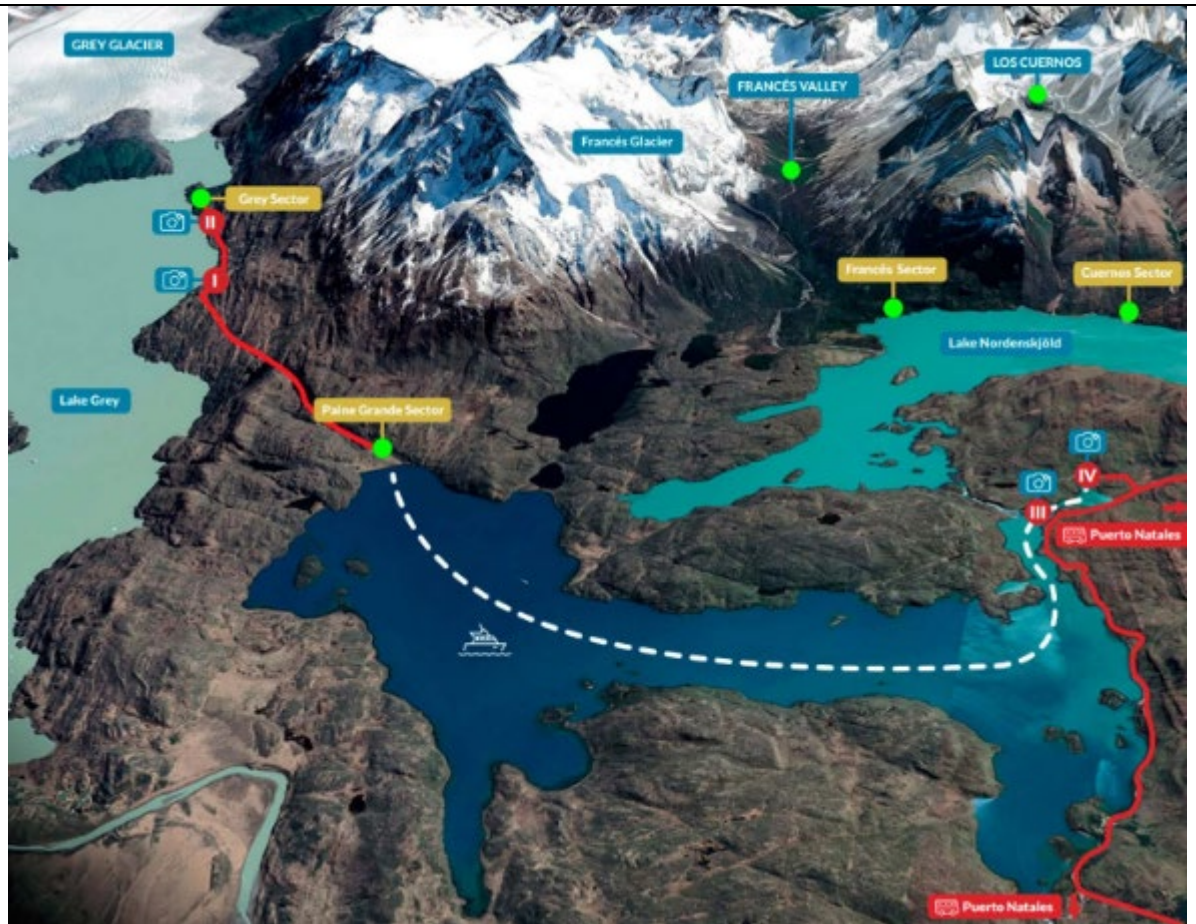 GREY GLACIER
LOS CUERNOS
FRANCÉS VALLEY
Francés Glacier
Grey Sector
II
I
Francés Sector
Cuernos Sector
Lake Nordenskjöld
Lake Grey
Paine Grande Sector
IV
III
Puerto Natales
Puerto Natales